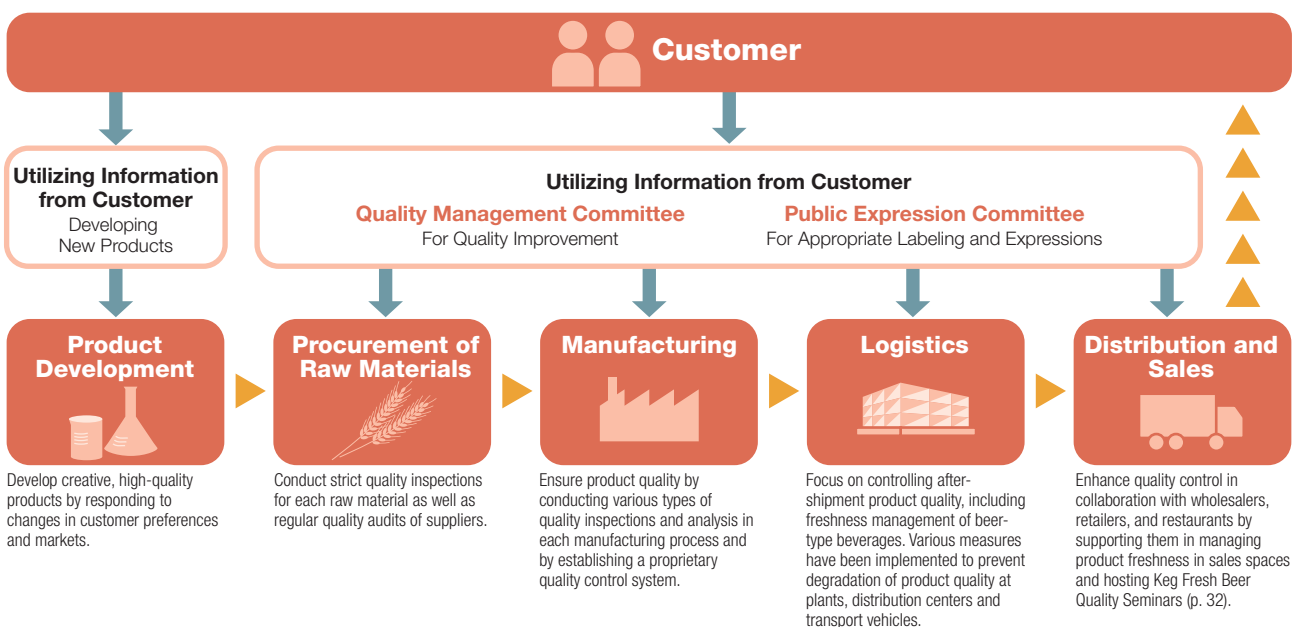 Customer
Utilizing Information
from Customer
Developing
New Products
Utilizing Information from Customer
Quality Management Committee
For Quality Improvement
Public Expression Committee
For Appropriate Labeling and Expressions
Product
Development
Develop creative, high-quality
products by responding to
changes in customer preferences
and markets.
Procurement of
Raw Materials
Conduct strict quality inspections
for each raw material as well as
regular quality audits of suppliers.
Manufacturing
Ensure product quality by
conducting various types of
quality inspections and analysis in
each manufacturing process and
by establishing a proprietary
quality control system.
Logistics
Focus on controlling after-
shipment product quality, including
freshness management of beer-
type beverages. Various measures
have been implemented to prevent
degradation of product quality at
plants, distribution centers and
transport vehicles.
Distribution and
Sales
Enhance quality control in
collaboration with wholesalers,
retailers, and restaurants by
supporting them in managing
product freshness in sales spaces
and hosting Keg Fresh Beer
Quality Seminars (p. 32).